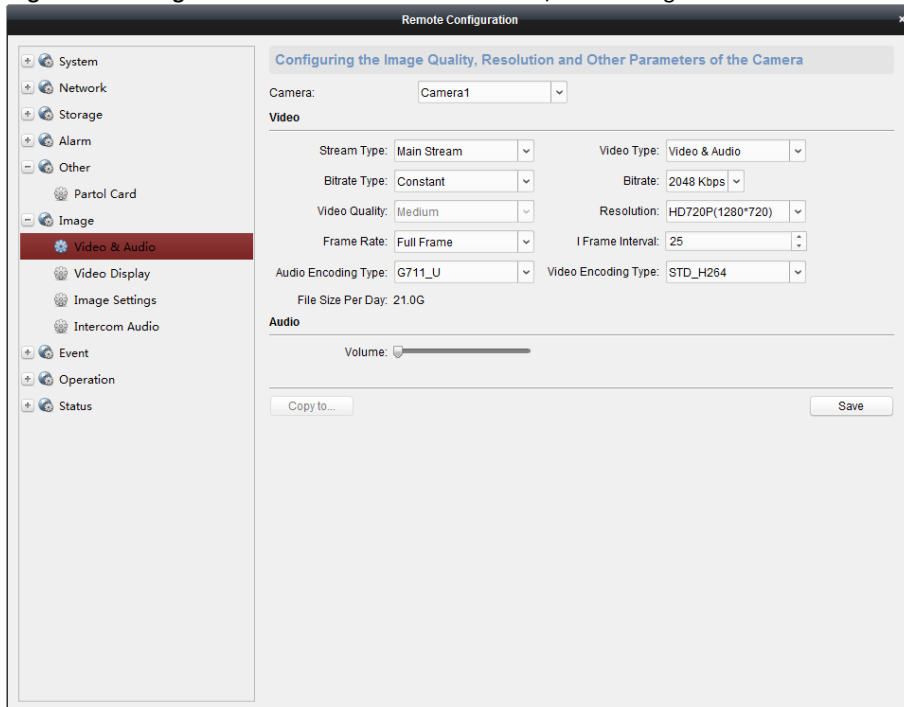 Remote Configuration ×
System
Network
Storage
Alarm
Other
Partol Card
Image
Video & Audio
Video Display
Image Settings
Intercom Audio
Event
Operation
Status
Configuring the Image Quality, Resolution and Other Parameters of the Camera
Camera: Camera1
Video
Stream Type: Main Stream Video Type: Video & Audio
Bitrate Type: Constant Bitrate: 2048 Kbps
Video Quality: Medium Resolution: HD720P(1280*720)
Frame Rate: Full Frame I Frame Interval: 25
Audio Encoding Type: G711_U Video Encoding Type: STD_H264
File Size Per Day: 21.0G
Audio
Volume:
Copy to... Save